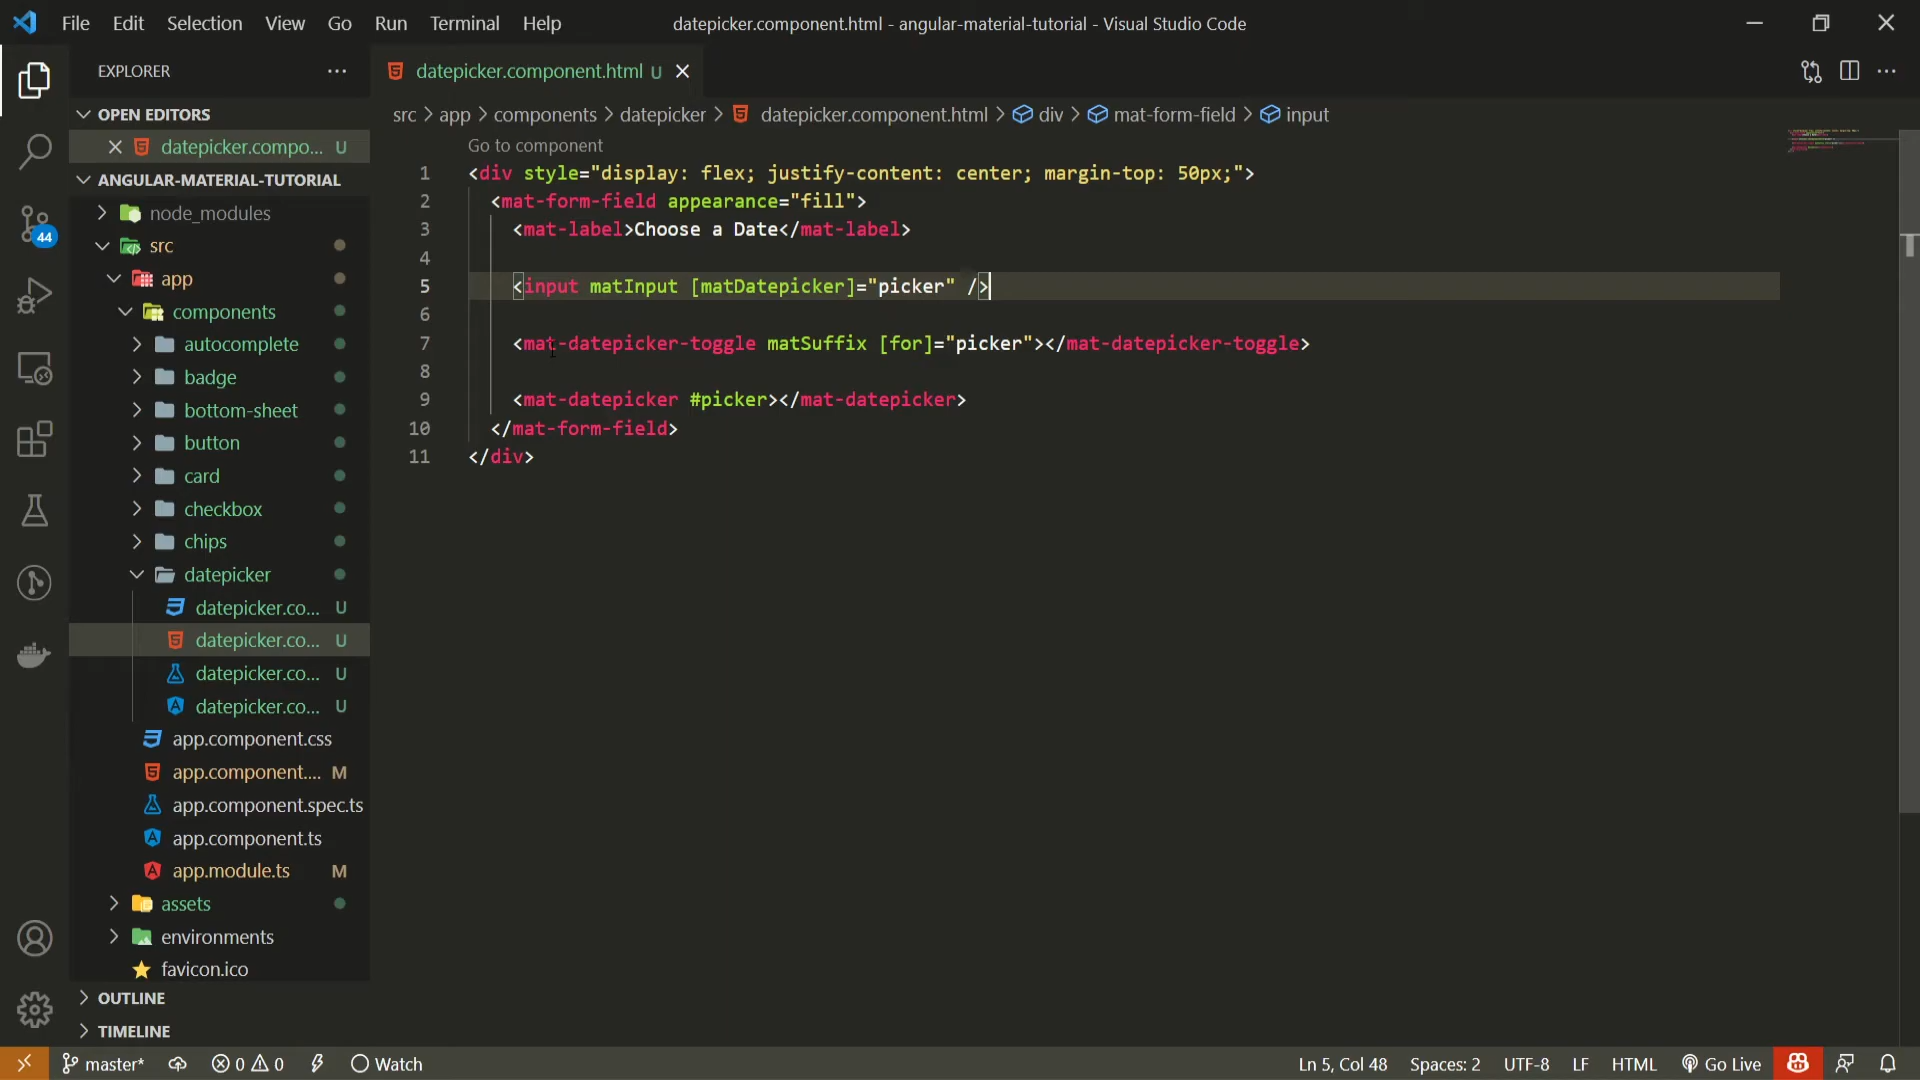 File Edit Selection View Go Run Terminal Help
datepicker.component.html - angular-material-tutorial - Visual Studio Code
EXPLORER
datepicker.component.html U
OPEN EDITORS
datepicker.compo... U
ANGULAR-MATERIAL-TUTORIAL
node_modules
src
app
components
autocomplete
badge
bottom-sheet
button
card
checkbox
chips
datepicker
datepicker.co... U
datepicker.co... U
datepicker.co... U
datepicker.co... U
app.component.css
app.component.... M
app.component.spec.ts
app.component.ts
app.module.ts M
assets
environments
favicon.ico
OUTLINE
TIMELINE
44
src > app > components > datepicker > datepicker.component.html > div > mat-form-field > input
Go to component
1 <div style="display: flex; justify-content: center; margin-top: 50px;">
2 <mat-form-field appearance="fill">
3 <mat-label>Choose a Date</mat-label>
4
5 <input matInput [matDatepicker]="picker" />
6
7 <mat-datepicker-toggle matSuffix [for]="picker"></mat-datepicker-toggle>
8
9 <mat-datepicker #picker></mat-datepicker>
10 </mat-form-field>
11 </div>
master* 0 0 Watch
Ln 5, Col 48 Spaces: 2 UTF-8 LF HTML Go Live